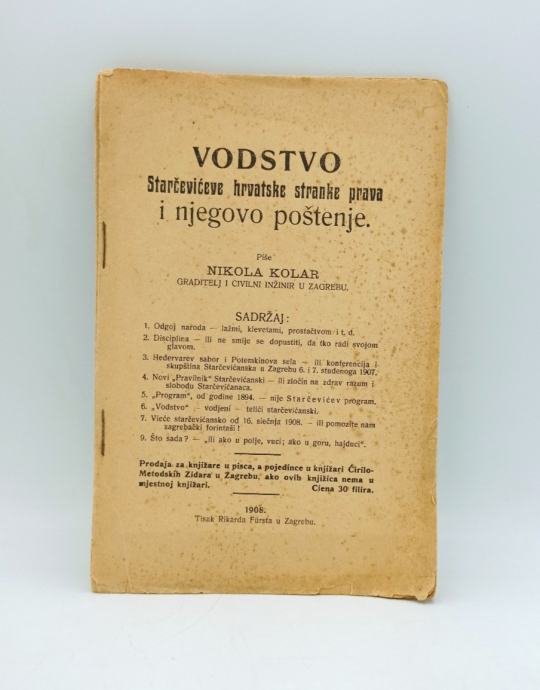 VODSTVO
Starčevićeve hrvatske stranke prava
i njegovo poštenje.
Piše
NIKOLA KOLAR
GRADITELJ I CIVILNI INŽINIR U ZAGREBU.
SADRŽAJ:
1. Odgoj naroda — lažmi, klevetami, prostačtvom i t. d.
2. Disciplina — ili ne smije se dopustiti, da tko radi svojom
glavom.
3. Hedervarev sabor i Potemkinova sela — ili konferencija i
skupština Starčevićanska u Zagrebu 6. i 7. studenoga 1907.
4. Novi „Pravilnik" Starčevićanski — ili zločin na zdrav razum i
slobodu Starčevićanaca.
5. „Program", od godine 1894. — nije Starčevićev program.
6. „Vodstvo" — vodjeni — teliči starčevićanski.
7. Vieće starčevićansko od 16. siečnja 1908. — ili pomozite nam
zagrebački forintaši!
9. Što sada? — „Ili ako u polje, vuci; ako u goru, hajduci".
Prodaja za knjižare u pisca, a pojedince u knjižari Ćirilo-
Metodskih Zidara u Zagrebu, ako ovih knjižica nema u
mjestnoj knjižari. Ciena 30 filira.
1908.
Tisak Rikarda Fürsta u Zagrebu.